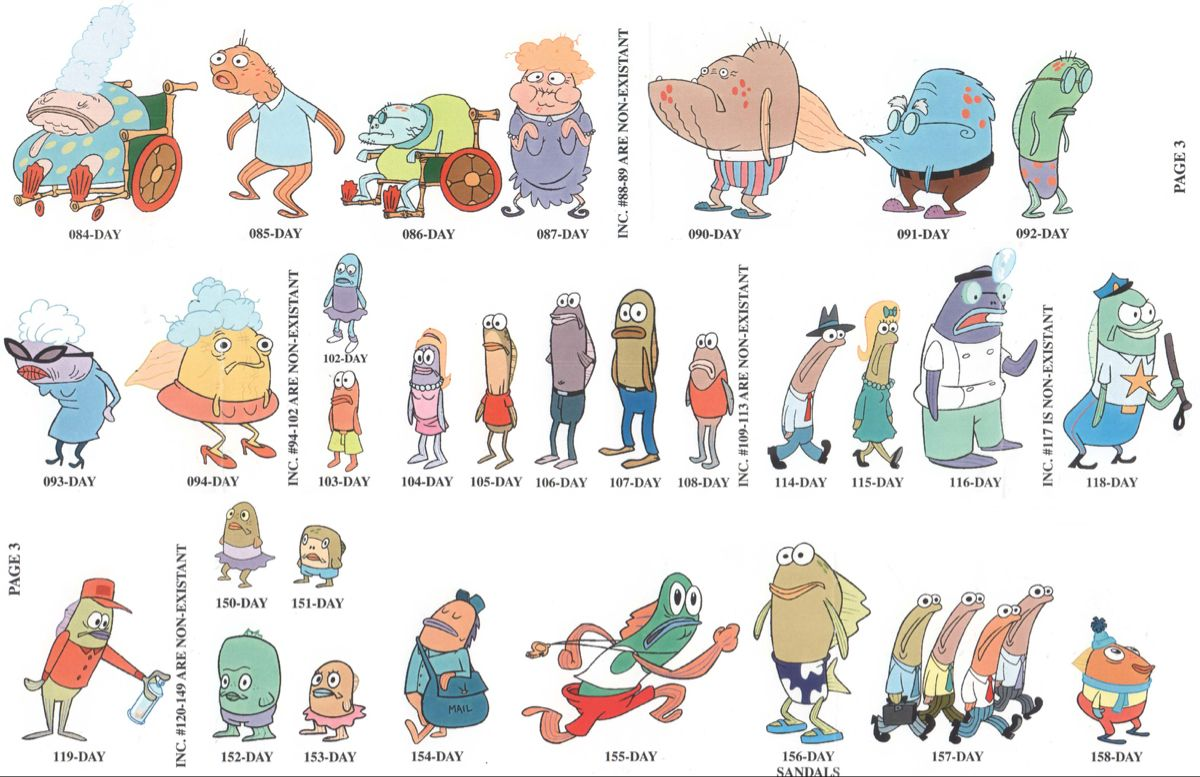 084-DAY
085-DAY
086-DAY
087-DAY
INC. #88-89 ARE NON-EXISTANT
090-DAY
091-DAY
092-DAY
PAGE 3
093-DAY
094-DAY
INC. #94-102 ARE NON-EXISTANT
102-DAY
103-DAY
104-DAY
105-DAY
106-DAY
107-DAY
108-DAY
INC. #109-113 ARE NON-EXISTANT
114-DAY
115-DAY
116-DAY
INC. #117 IS NON-EXISTANT
118-DAY
PAGE 3
119-DAY
INC. #120-149 ARE NON-EXISTANT
150-DAY
151-DAY
152-DAY
153-DAY
MAIL
154-DAY
155-DAY
156-DAY
SANDALS
157-DAY
158-DAY